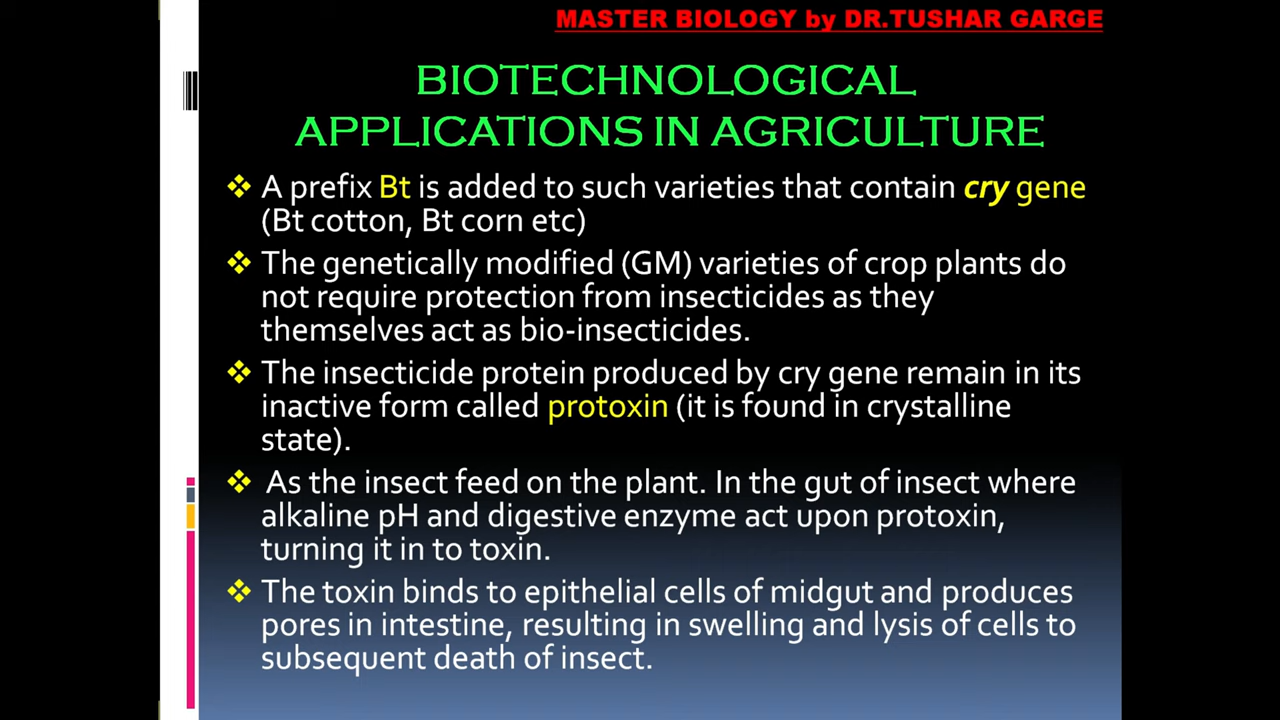 MASTER BIOLOGY by DR.TUSHAR GARGE
BIOTECHNOLOGICAL
APPLICATIONS IN AGRICULTURE
❖ A prefix Bt is added to such varieties that contain cry gene
(Bt cotton, Bt corn etc)
❖ The genetically modified (GM) varieties of crop plants do
not require protection from insecticides as they
themselves act as bio-insecticides.
❖ The insecticide protein produced by cry gene remain in its
inactive form called protoxin (it is found in crystalline
state).
❖ As the insect feed on the plant. In the gut of insect where
alkaline pH and digestive enzyme act upon protoxin,
turning it in to toxin.
❖ The toxin binds to epithelial cells of midgut and produces
pores in intestine, resulting in swelling and lysis of cells to
subsequent death of insect.